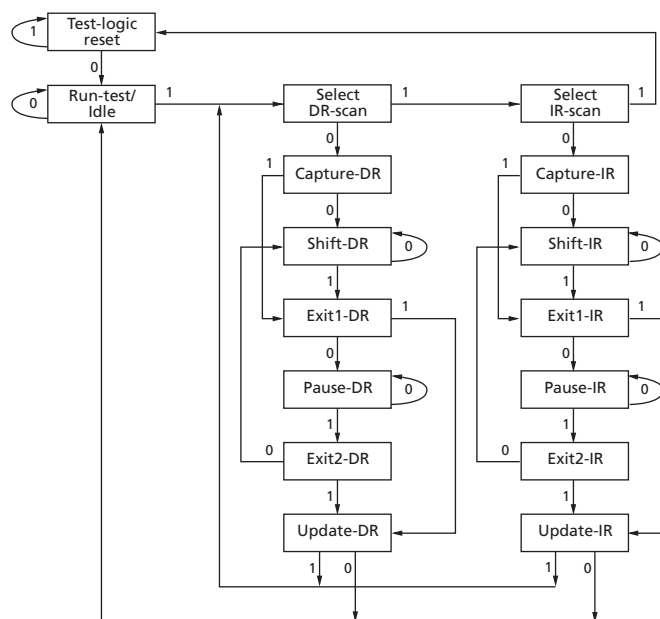 Test-logic
reset
1
0
Run-test/
Idle
0
1
Select
DR-scan
1
Select
IR-scan
1
0
0
1
Capture-DR
1
Capture-IR
0
0
Shift-DR
0
Shift-IR
0
1
1
Exit1-DR
1
Exit1-IR
1
0
0
Pause-DR
0
Pause-IR
0
1
1
0
Exit2-DR
0
Exit2-IR
1
1
Update-DR
Update-IR
1
0
1
0